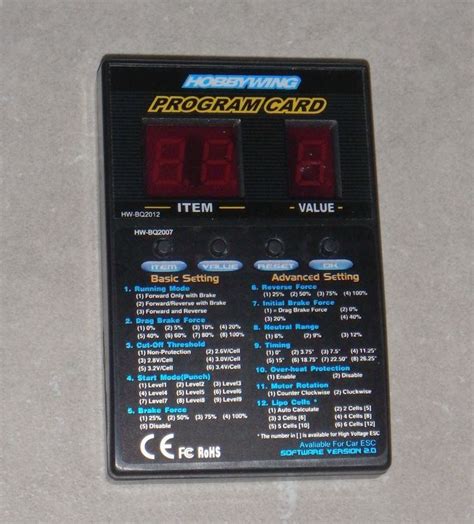 HOBBYWING
PROGRAM CARD
ITEM
VALUE
HW-BQ2012
HW-BQ2007
ITEM
VALUE
RESET
OK
Basic Setting
1. Running Mode
(1) Forward Only with Brake
(2) Forward/Reverse with Brake
(3) Forward and Reverse
2. Drag Brake Force
(1) 0% (2) 5% (3) 10% (4) 20%
(5) 40% (6) 60% (7) 80% (8) 100%
3. Cut-Off Threshold
(1) Non-Protection (2) 2.6V/Cell
(3) 2.8V/Cell (4) 3.0V/Cell
(5) 3.2V/Cell (6) 3.4V/Cell
4. Start Mode(Punch)
(1) Level1 (2) Level2 (3) Level3
(4) Level4 (5) Level5 (6) Level6
(7) Level7 (8) Level8 (9) Level9
5. Brake Force
(1) 25% (2) 50% (3) 75% (4) 100%
(5) Disable
Advanced Setting
6. Reverse Force
(1) 25% (2) 50% (3) 75% (4) 100%
7. Initial Brake Force
(1) = Drag Brake Force (2) 0%
(3) 20% (4) 40%
8. Neutral Range
(1) 6% (2) 9% (3) 12%
9. Timing
(1) 0° (2) 3.75° (3) 7.5° (4) 11.25°
(5) 15° (6) 18.75° (7) 22.50° (8) 26.25°
10. Over-heat Protection
(1) Enable (2) Disable
11. Motor Rotation
(1) Counter Clockwise (2) Clockwise
12. Lipo Cells *
(1) Auto Calculate (2) 2 Cells [5]
(3) 3 Cells [6] (4) 4 Cells [8]
(5) 5 Cells [10] (6) 6 Cells [12]
* The number in [ ] is available for High Voltage ESC
Available For Car ESC
SOFTWARE VERSION 2.0
CE FC RoHS